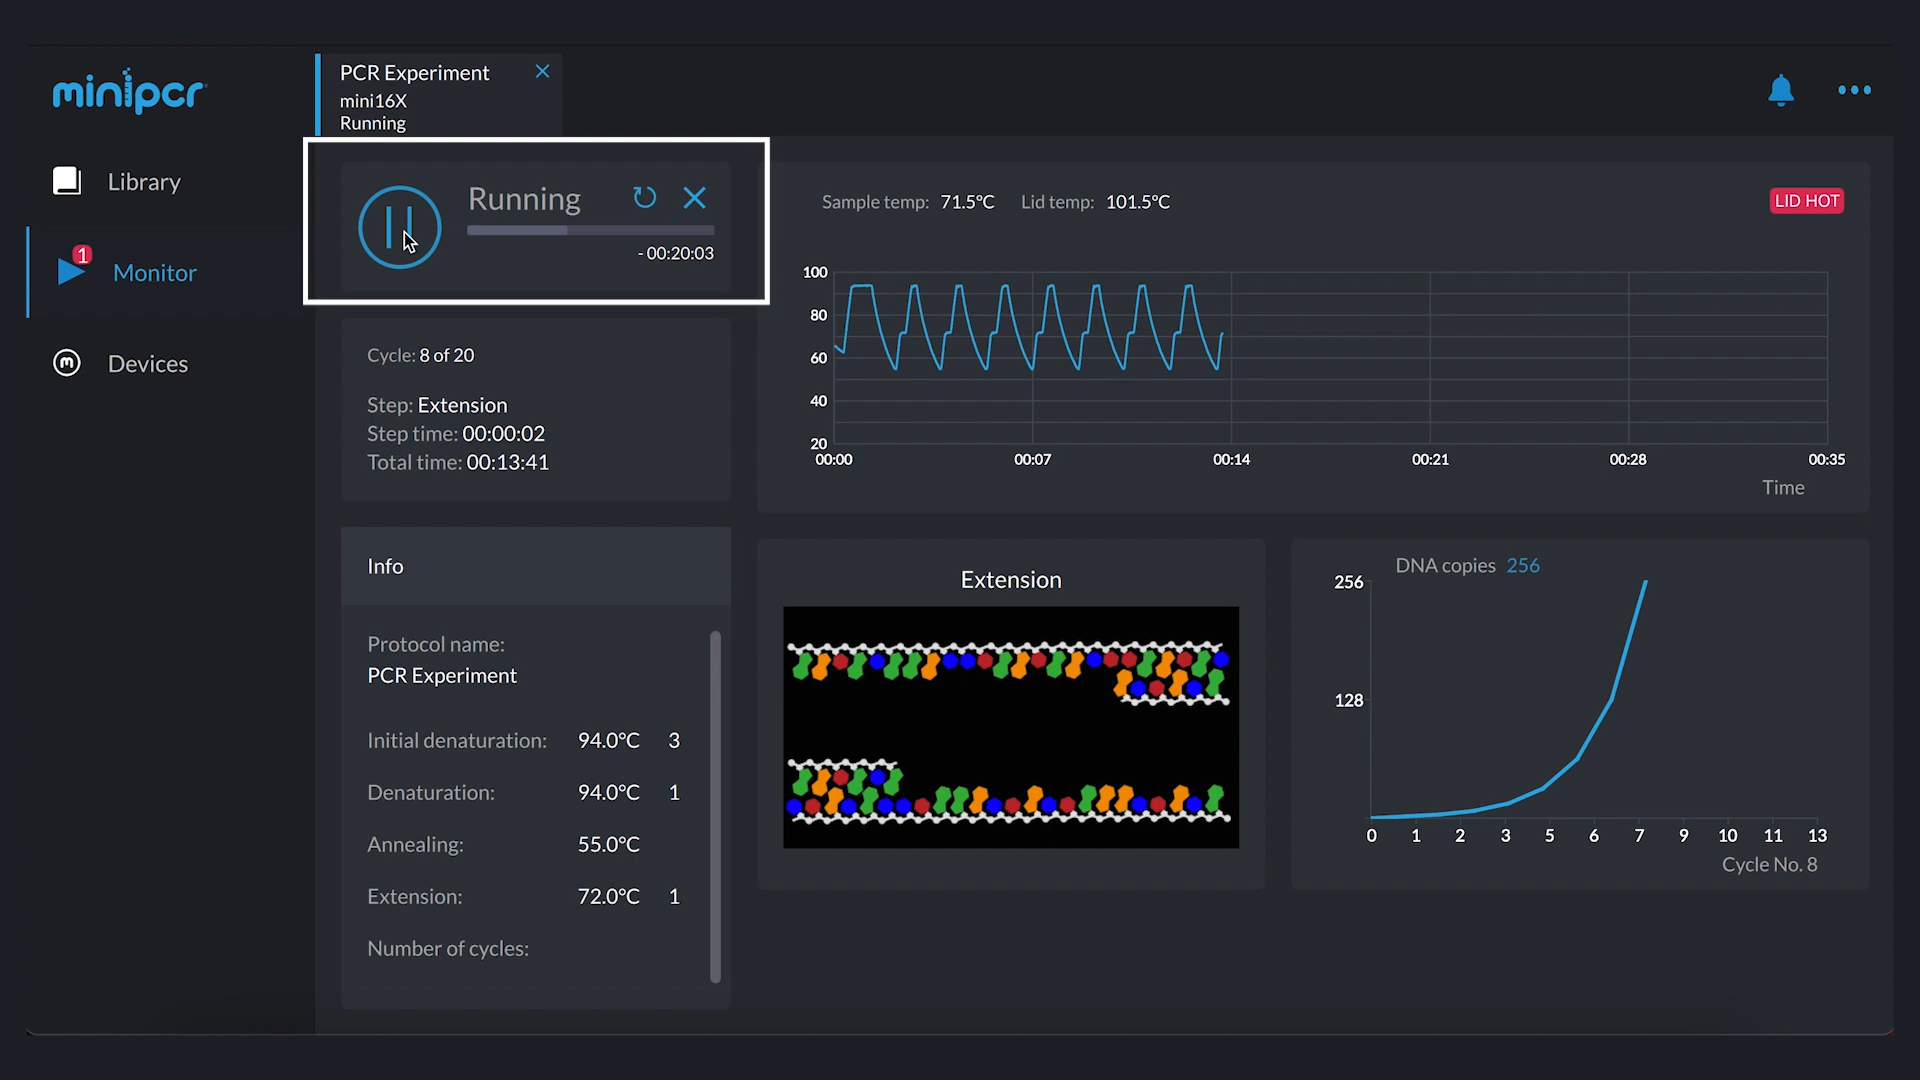 minipcr
PCR Experiment
mini16X
Running
Library
1
Monitor
Devices
Running
- 00:20:03
Cycle: 8 of 20
Step: Extension
Step time: 00:00:02
Total time: 00:13:41
Info
Protocol name:
PCR Experiment
Initial denaturation: 94.0°C 3
Denaturation: 94.0°C 1
Annealing: 55.0°C
Extension: 72.0°C 1
Number of cycles:
Sample temp: 71.5°C Lid temp: 101.5°C
LID HOT
100
80
60
40
20
00:00 00:07 00:14 00:21 00:28 00:35
Time
Extension
DNA copies 256
256
128
0 1 2 3 5 6 7 9 10 11 13
Cycle No. 8